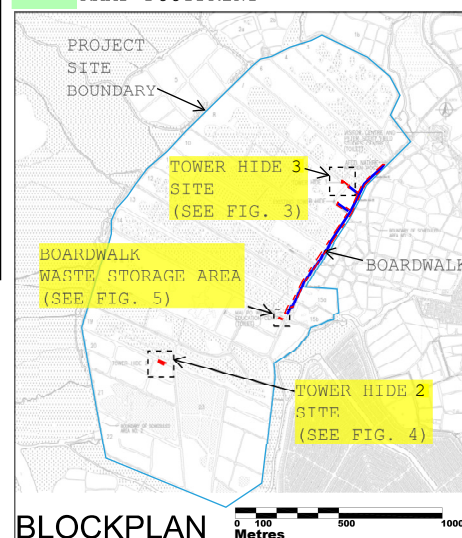 PROJECT
SITE
BOUNDARY
TOWER HIDE 3
SITE
(SEE FIG. 3)
BOARDWALK
WASTE STORAGE AREA
(SEE FIG. 5)
BOARDWALK
TOWER HIDE 2
SITE
(SEE FIG. 4)
BLOCKPLAN
0 100 500 1000
Metres